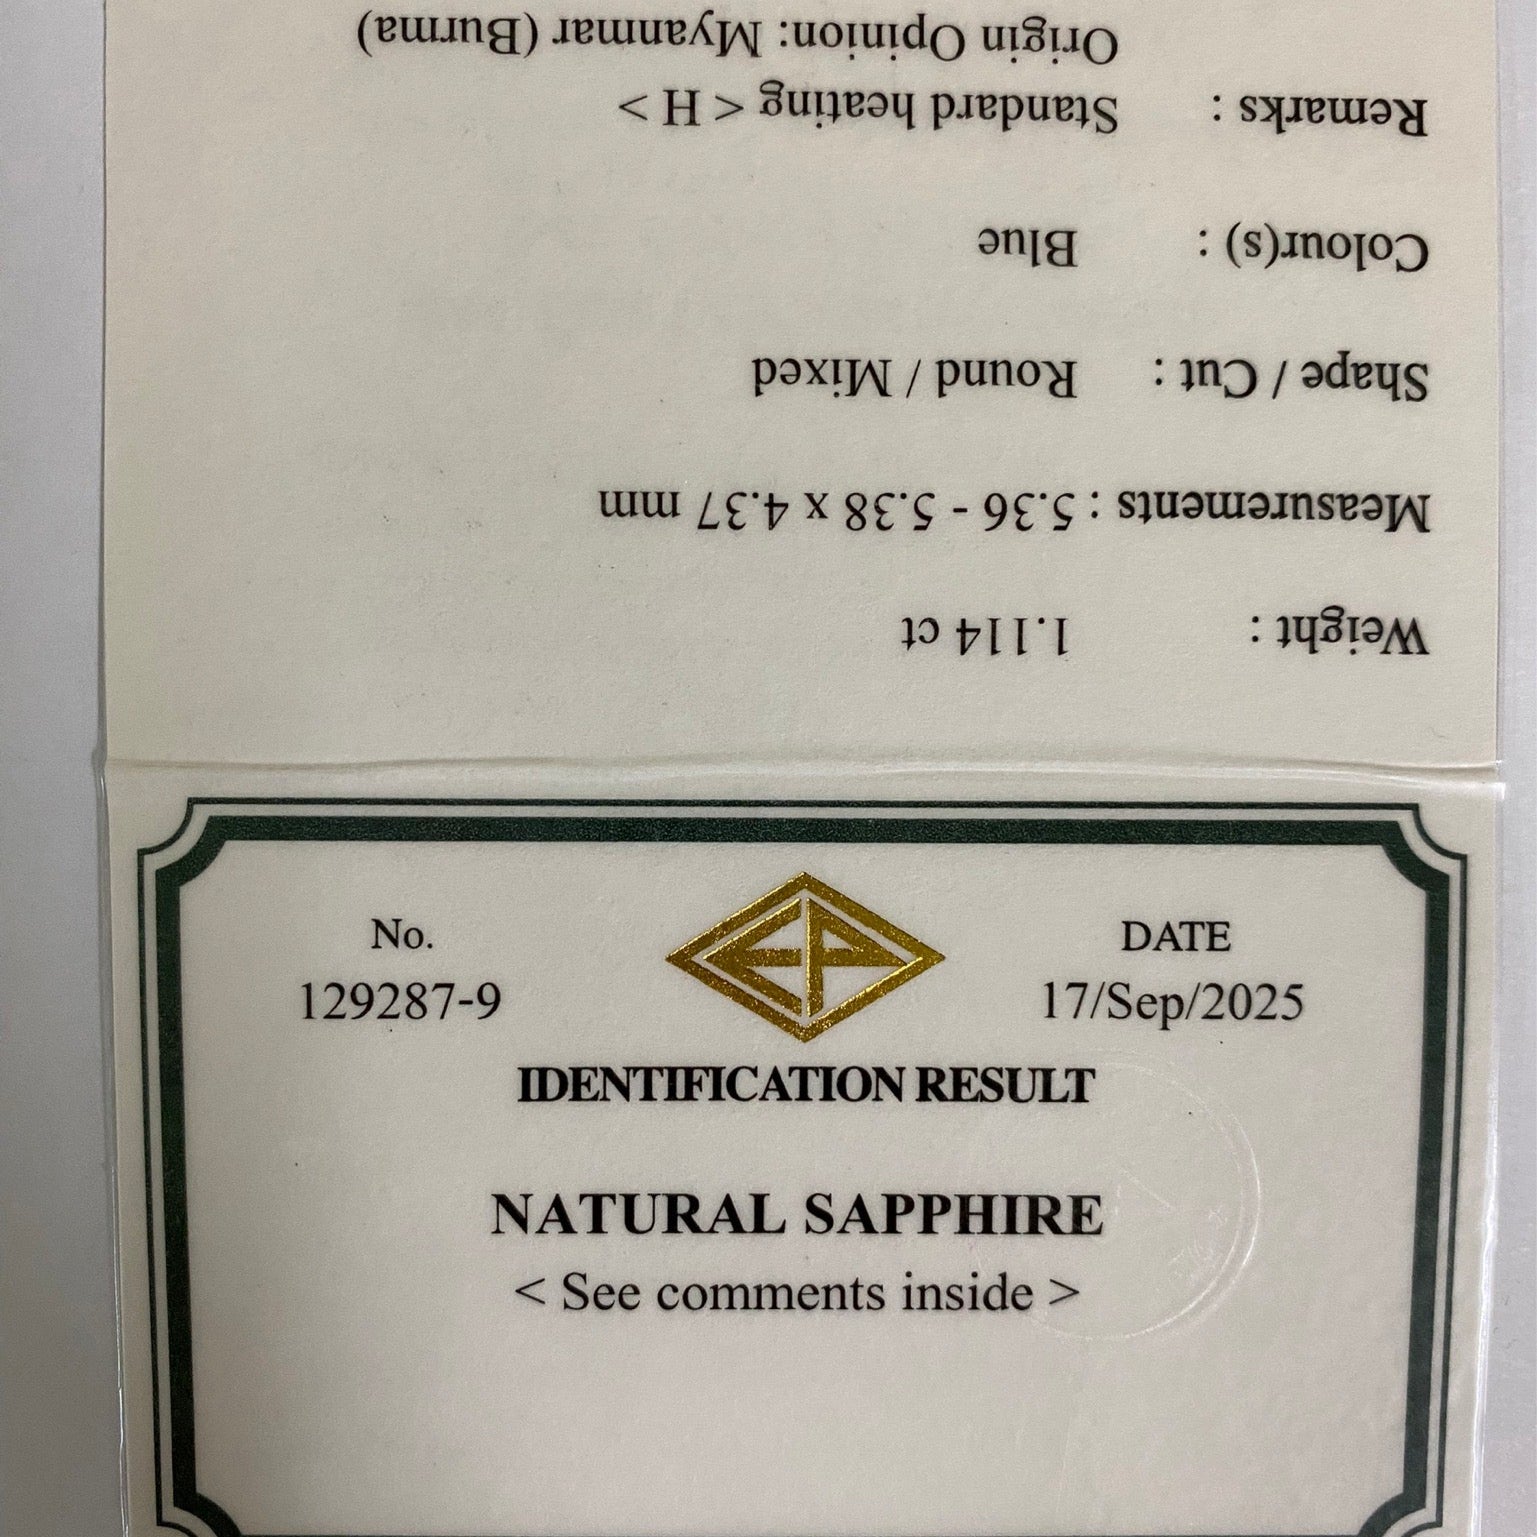 Weight : 1.114 ct
Measurements : 5.36 - 5.38 x 4.37 mm
Shape / Cut : Round / Mixed
Colour(s) : Blue
Remarks : Standard heating < H >
Origin Opinion: Myanmar (Burma)
No. DATE
129287-9 17/Sep/2025
IDENTIFICATION RESULT
NATURAL SAPPHIRE
< See comments inside >